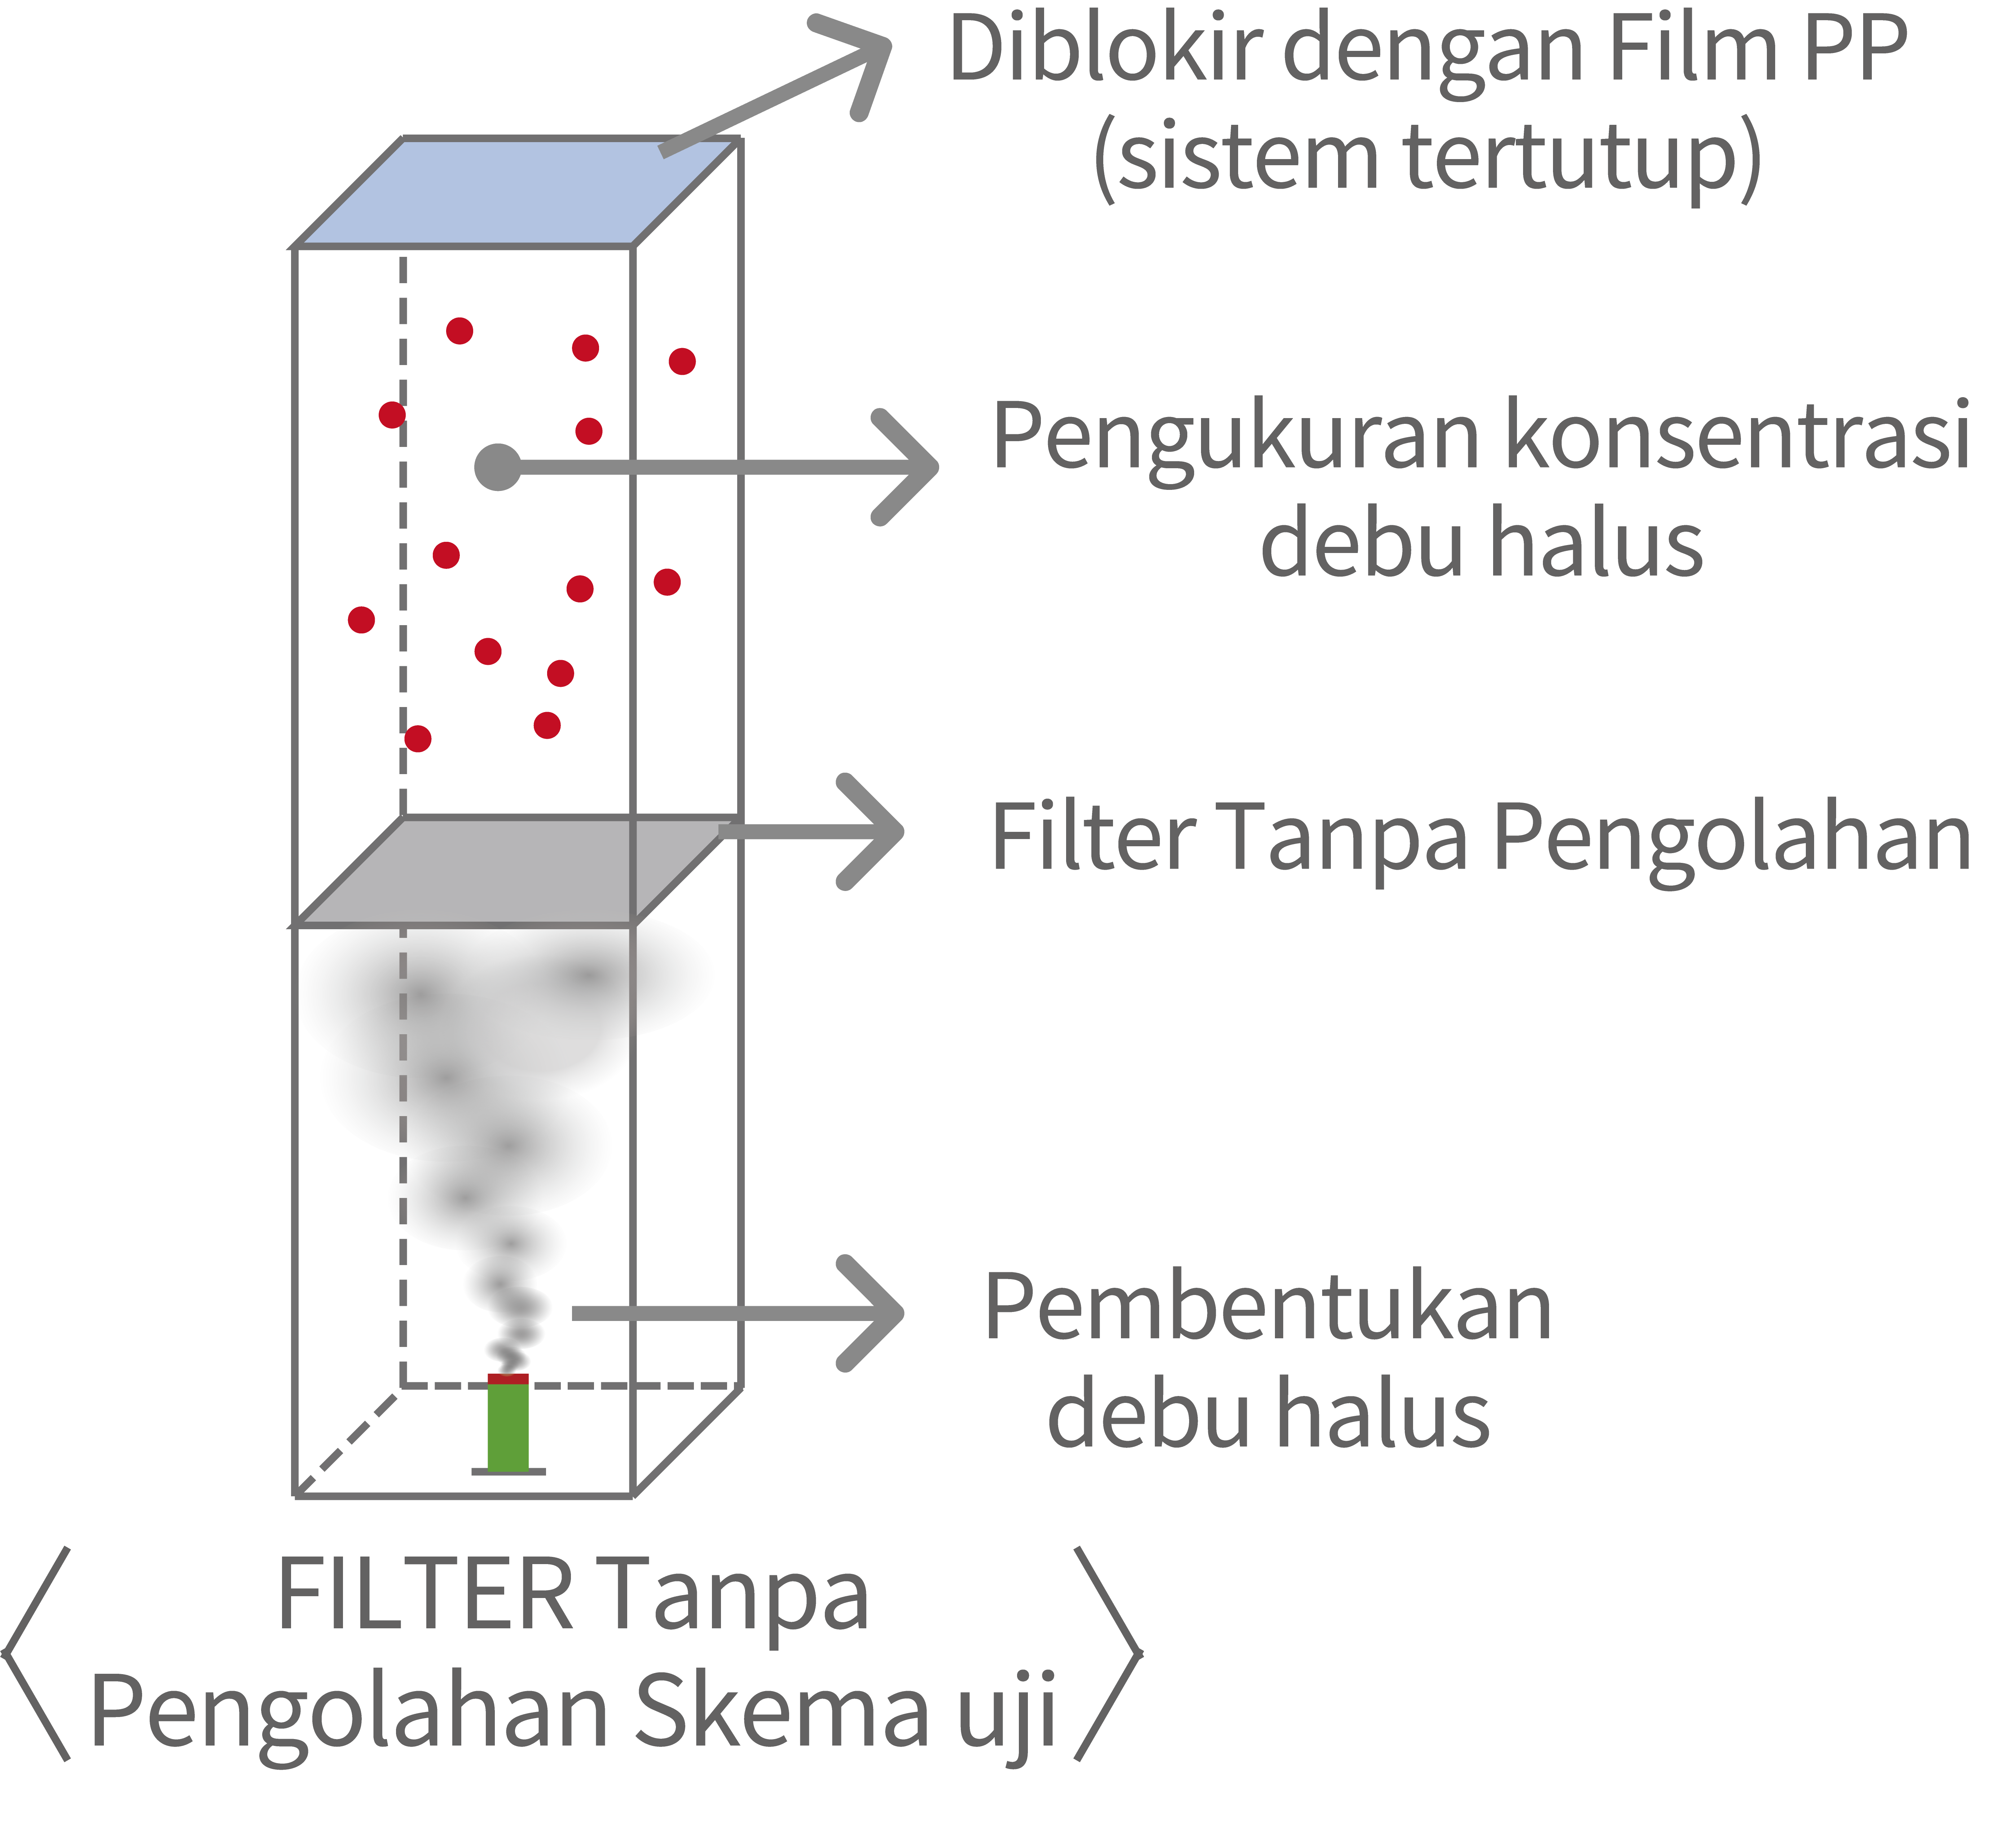 Diblokir dengan Film PP
(sistem tertutup)
Pengukuran konsentrasi
debu halus
Filter Tanpa Pengolahan
Pembentukan
debu halus
FILTER Tanpa
Pengolahan Skema uji